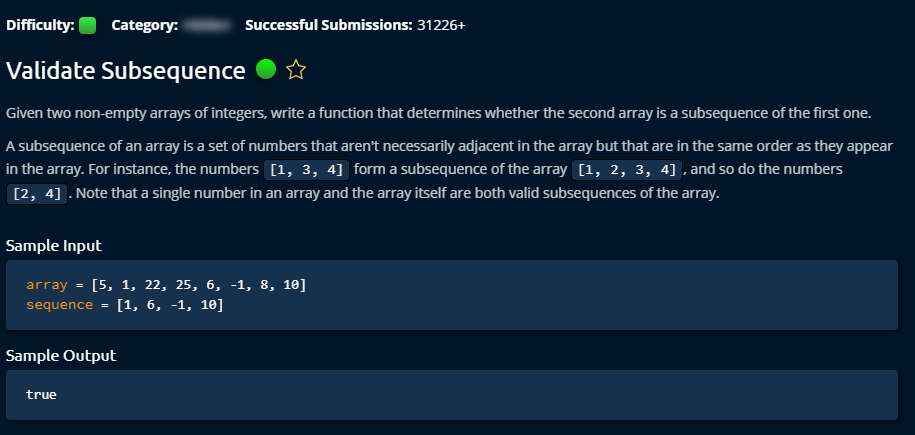 Difficulty: Category: Successful Submissions: 31226+
Validate Subsequence
Given two non-empty arrays of integers, write a function that determines whether the second array is a subsequence of the first one.
A subsequence of an array is a set of numbers that aren't necessarily adjacent in the array but that are in the same order as they appear
in the array. For instance, the numbers [1, 3, 4] form a subsequence of the array [1, 2, 3, 4], and so do the numbers
[2, 4]. Note that a single number in an array and the array itself are both valid subsequences of the array.
Sample Input
array = [5, 1, 22, 25, 6, -1, 8, 10]
sequence = [1, 6, -1, 10]
Sample Output
true